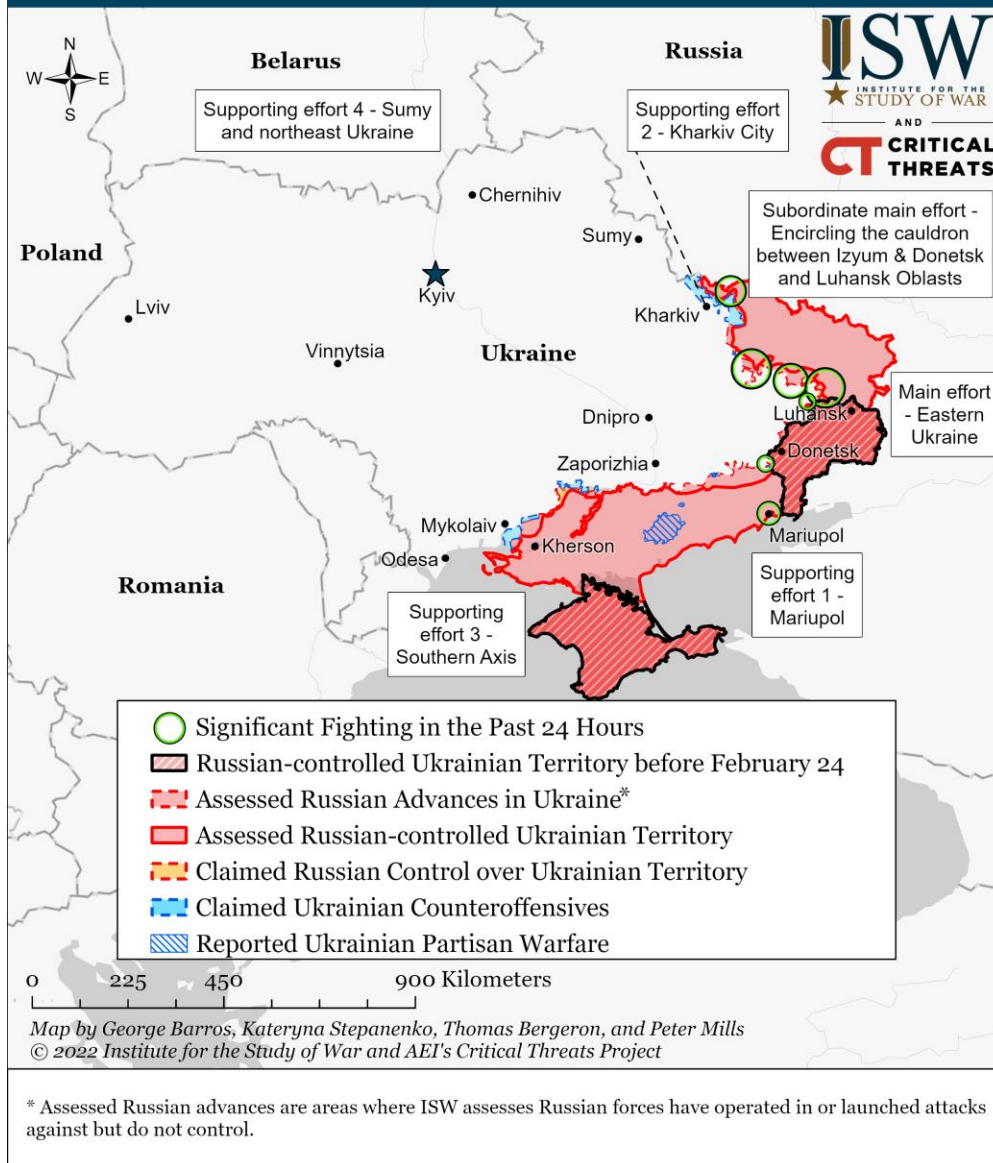 N
W E
S
Belarus
Russia
ISW
INSTITUTE FOR THE
STUDY OF WAR
AND
CT CRITICAL
THREATS
Supporting effort 4 - Sumy
and northeast Ukraine
Supporting effort
2 - Kharkiv City
Subordinate main effort -
Encircling the cauldron
between Izyum & Donetsk
and Luhansk Oblasts
Chernihiv
Sumy
Poland
Kyiv
Lviv
Kharkiv
Vinnytsia
Ukraine
Main effort
- Eastern
Ukraine
Dnipro
Luhansk
Donetsk
Zaporizhia
Mykolaiv
Mariupol
Kherson
Odesa
Romania
Supporting
effort 1 -
Mariupol
Supporting
effort 3 -
Southern Axis
Significant Fighting in the Past 24 Hours
Russian-controlled Ukrainian Territory before February 24
Assessed Russian Advances in Ukraine*
Assessed Russian-controlled Ukrainian Territory
Claimed Russian Control over Ukrainian Territory
Claimed Ukrainian Counteroffensives
Reported Ukrainian Partisan Warfare
0 225 450 900 Kilometers
Map by George Barros, Kateryna Stepanenko, Thomas Bergeron, and Peter Mills
© 2022 Institute for the Study of War and AEI's Critical Threats Project
* Assessed Russian advances are areas where ISW assesses Russian forces have operated in or launched attacks
against but do not control.